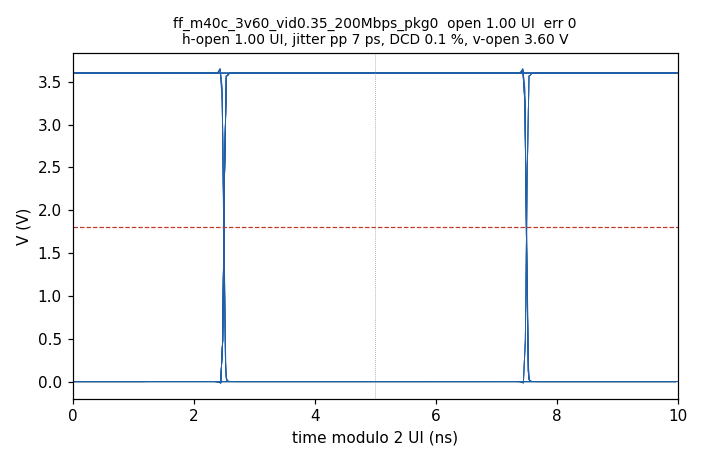 ff_m40c_3v60_vid0.35_200Mbps_pkg0  open 1.00 UI  err 0
h-open 1.00 UI, jitter pp 7 ps, DCD 0.1 %, v-open 3.60 V
V (V)
3.5
3.0
2.5
2.0
1.5
1.0
0.5
0.0
0 2 4 6 8 10
time modulo 2 UI (ns)